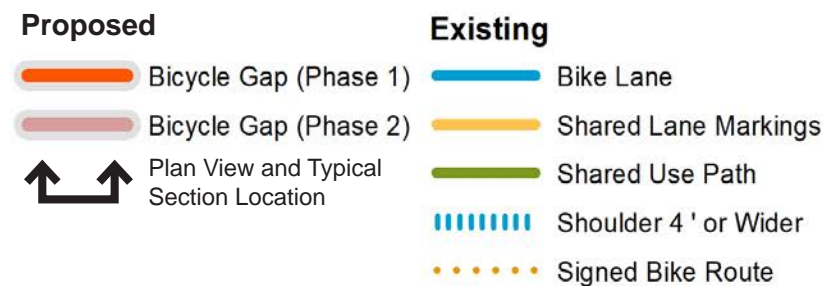 Proposed
Bicycle Gap (Phase 1)
Bicycle Gap (Phase 2)
Plan View and Typical
Section Location
Existing
Bike Lane
Shared Lane Markings
Shared Use Path
Shoulder 4 ' or Wider
Signed Bike Route